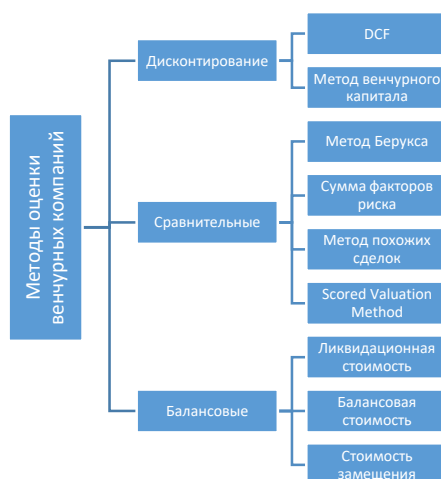 Методы оценки
венчурных компаний
Дисконтирование
DCF
Метод венчурного
капитала
Сравнительные
Метод Берукса
Сумма факторов
риска
Метод похожих
сделок
Scored Valuation
Method
Балансовые
Ликвидационная
стоимость
Балансовая
стоимость
Стоимость
замещения